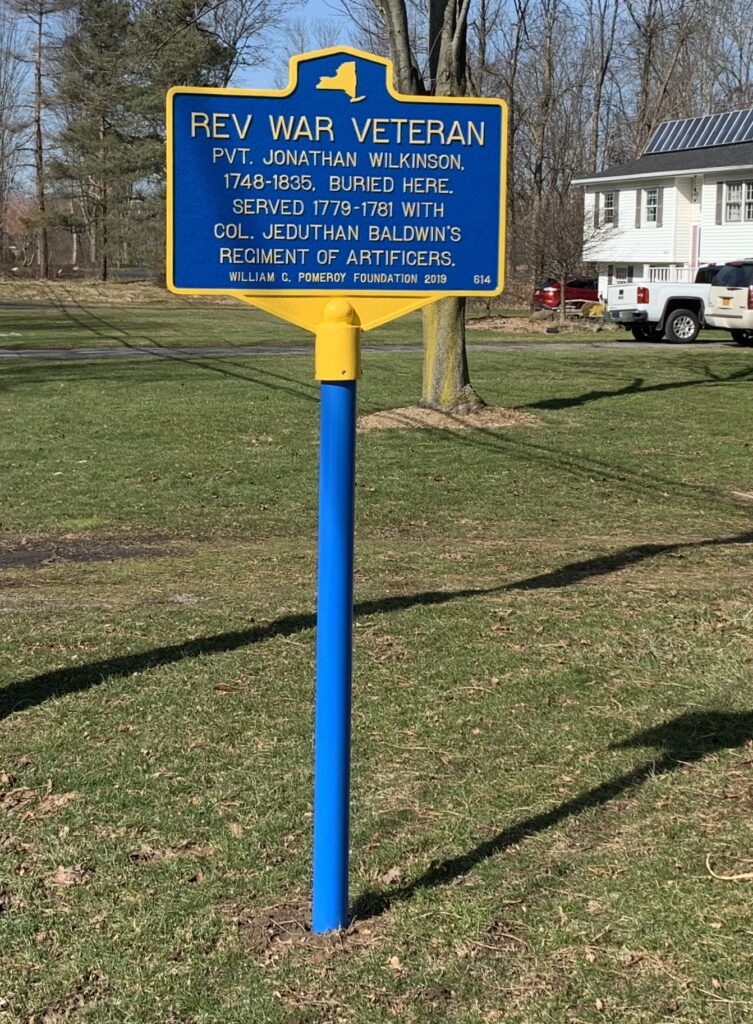 REV WAR VETERAN
PVT. JONATHAN WILKINSON,
1748-1835, BURIED HERE.
SERVED 1779-1781 WITH
COL. JEDUTHAN BALDWIN'S
REGIMENT OF ARTIFICERS.
WILLIAM G. POMEROY FOUNDATION 2019 614